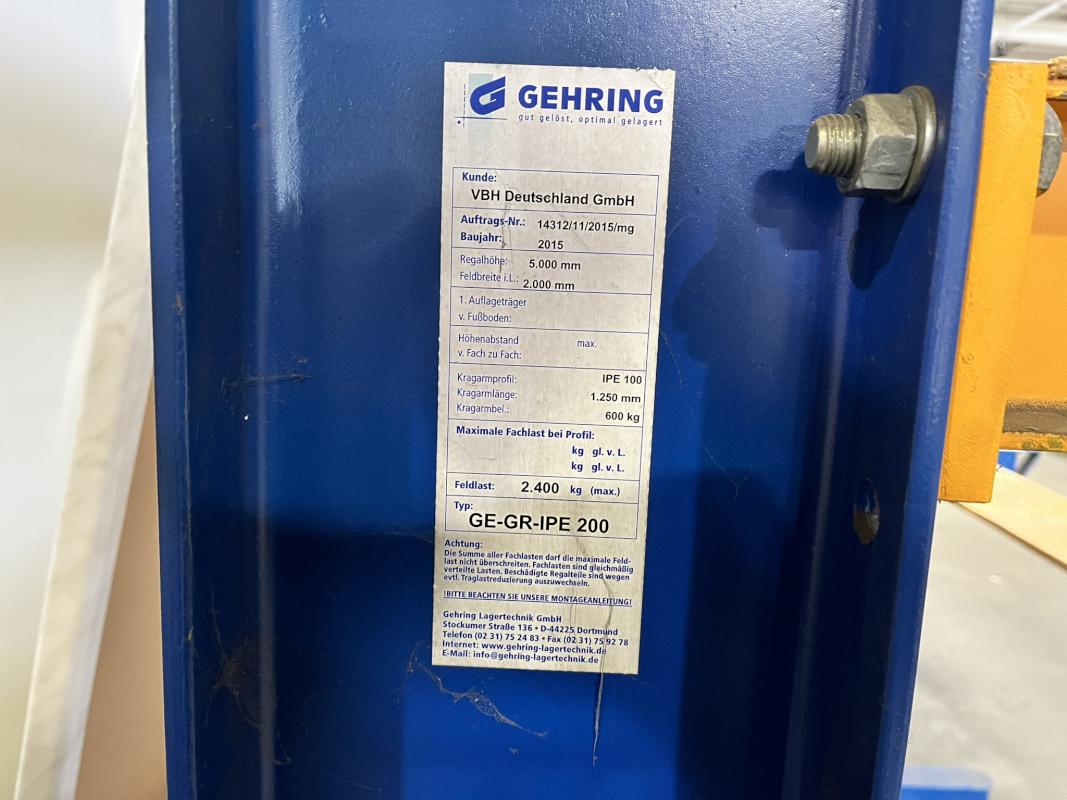 GEHRING
gut gelöst, optimal gelagert
Kunde:
VBH Deutschland GmbH
Auftrags-Nr.: 14312/11/2015/mg
Baujahr: 2015
Regalhöhe: 5.000 mm
Feldbreite i.L.: 2.000 mm
1. Auflageträger
v. Fußboden:
Höhenabstand max.
v. Fach zu Fach:
Kragarmprofil: IPE 100
Kragarmlänge: 1.250 mm
Kragarmbel.: 600 kg
Maximale Fachlast bei Profil:
kg gl. v. L.
kg gl. v. L.
Feldlast: 2.400 kg (max.)
Typ:
GE-GR-IPE 200
Achtung:
Die Summe aller Fachlasten darf die maximale Feld-
last nicht überschreiten. Fachlasten sind gleichmäßig
verteilte Lasten. Beschädigte Regalteile sind wegen
evtl. Traglastreduzierung auszuwechseln.
!BITTE BEACHTEN SIE UNSERE MONTAGEANLEITUNG!
Gehring Lagertechnik GmbH
Stockumer Straße 136 • D-44225 Dortmund
Telefon (02 31) 75 24 83 • Fax (02 31) 75 92 78
Internet: www.gehring-lagertechnik.de
E-Mail: info@gehring-lagertechnik.de